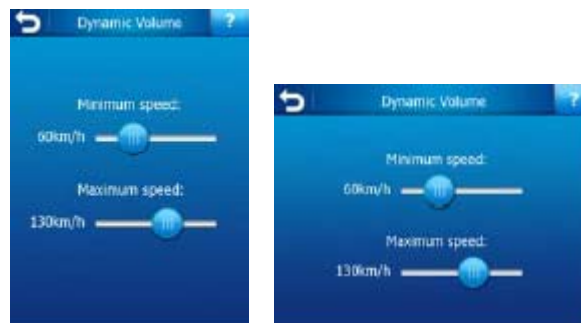 Dynamic Volume ?
Minimum speed:
60km/h
Maximum speed:
130km/h
Dynamic Volume ?
Minimum speed:
60km/h
Maximum speed:
130km/h